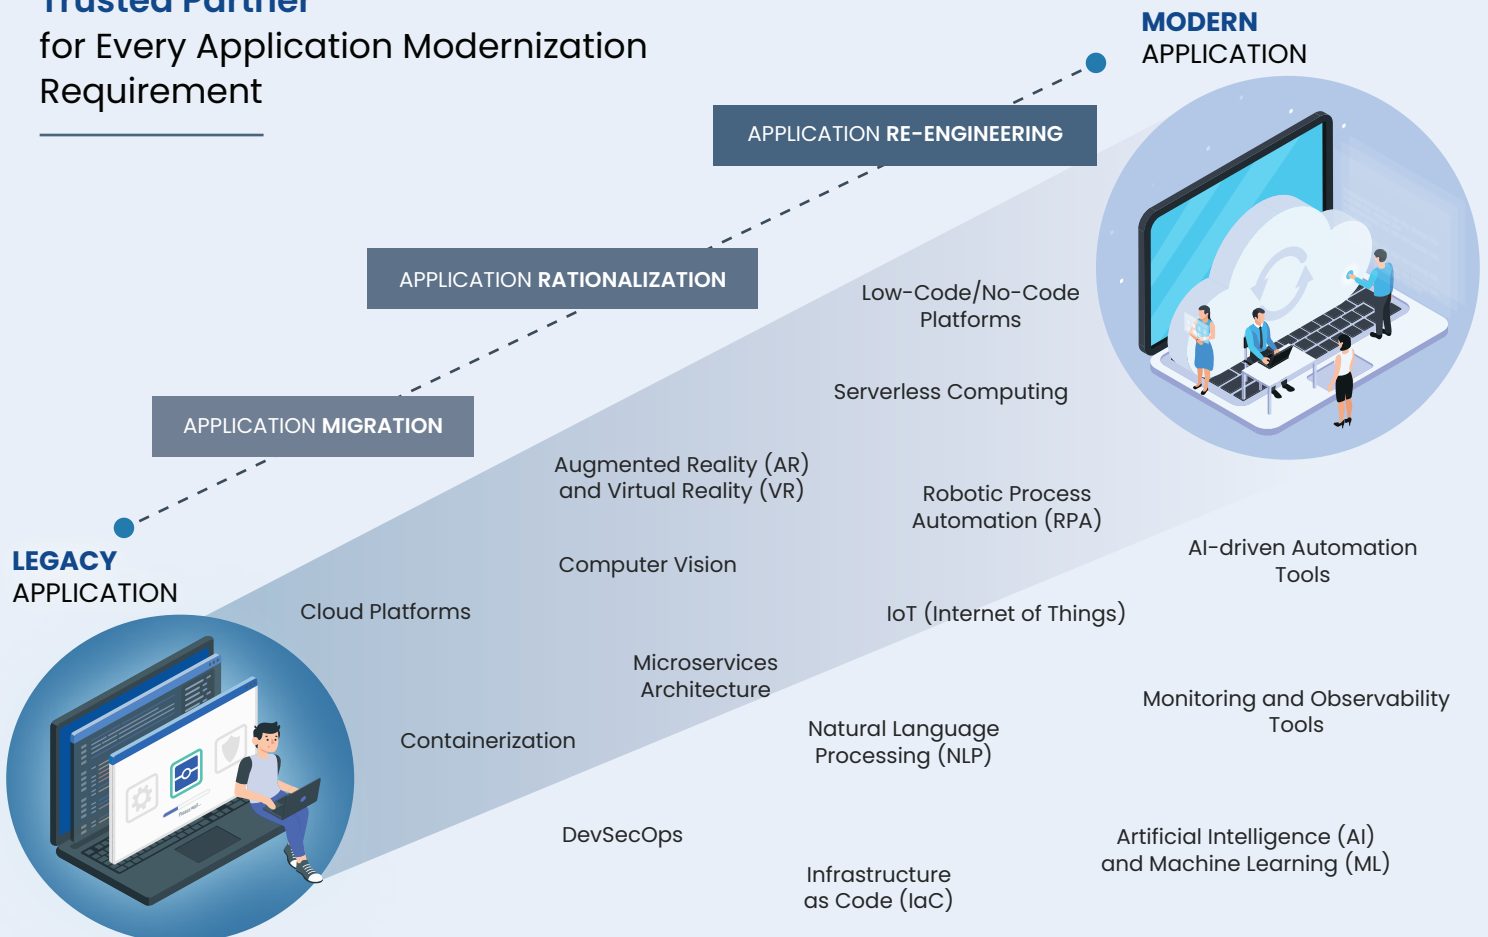 Trusted Partner
for Every Application Modernization
Requirement
MODERN
APPLICATION
APPLICATION RE-ENGINEERING
APPLICATION RATIONALIZATION
APPLICATION MIGRATION
LEGACY
APPLICATION
Low-Code/No-Code
Platforms
Serverless Computing
Augmented Reality (AR)
and Virtual Reality (VR)
Robotic Process
Automation (RPA)
AI-driven Automation
Tools
Computer Vision
Cloud Platforms
IoT (Internet of Things)
Microservices
Architecture
Monitoring and Observability
Tools
Containerization
Natural Language
Processing (NLP)
DevSecOps
Artificial Intelligence (AI)
and Machine Learning (ML)
Infrastructure
as Code (IaC)